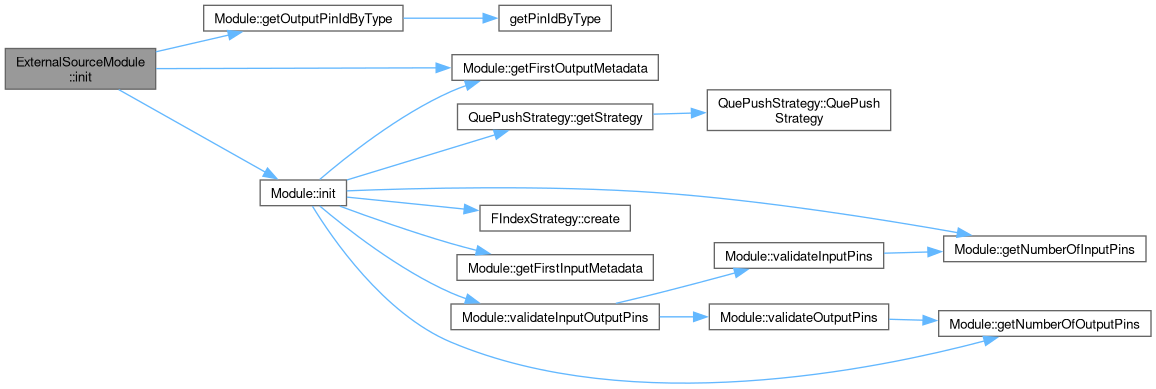 Module::getOutputPinIdByType
getPinIdByType
ExternalSourceModule
::init
Module::getFirstOutputMetadata
QuePushStrategy::getStrategy
QuePushStrategy::QuePush
Strategy
Module::init
FIndexStrategy::create
Module::getFirstInputMetadata
Module::validateInputPins
Module::getNumberOfInputPins
Module::validateInputOutputPins
Module::validateOutputPins
Module::getNumberOfOutputPins